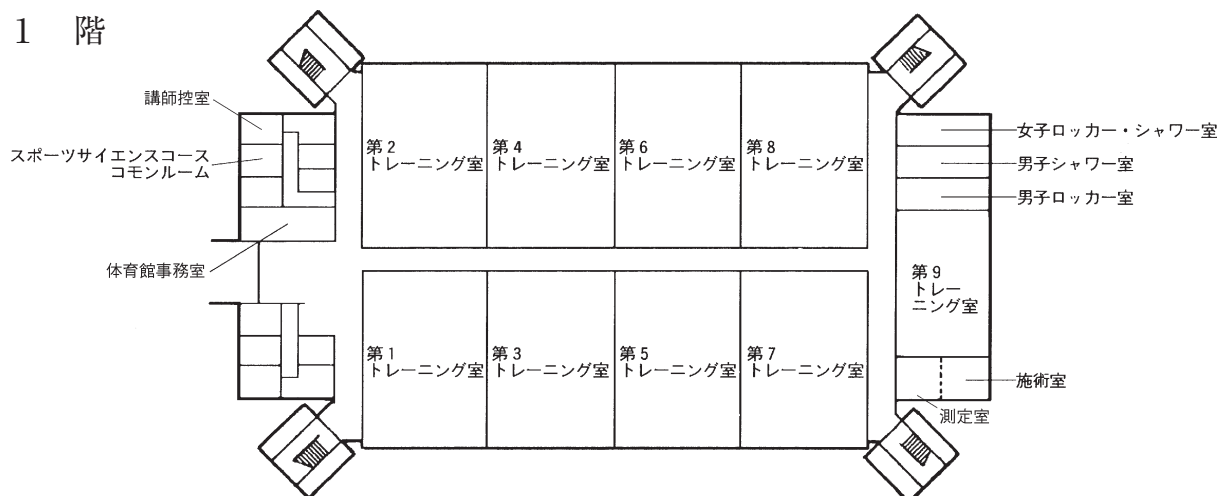 1 階
講師控室
スポーツサイエンスコース
コモンルーム
体育館事務室
第2
トレーニング室
第4
トレーニング室
第6
トレーニング室
第8
トレーニング室
女子ロッカー・シャワー室
男子シャワー室
男子ロッカー室
第9
トレー
ニング室
第1
トレーニング室
第3
トレーニング室
第5
トレーニング室
第7
トレーニング室
施術室
測定室